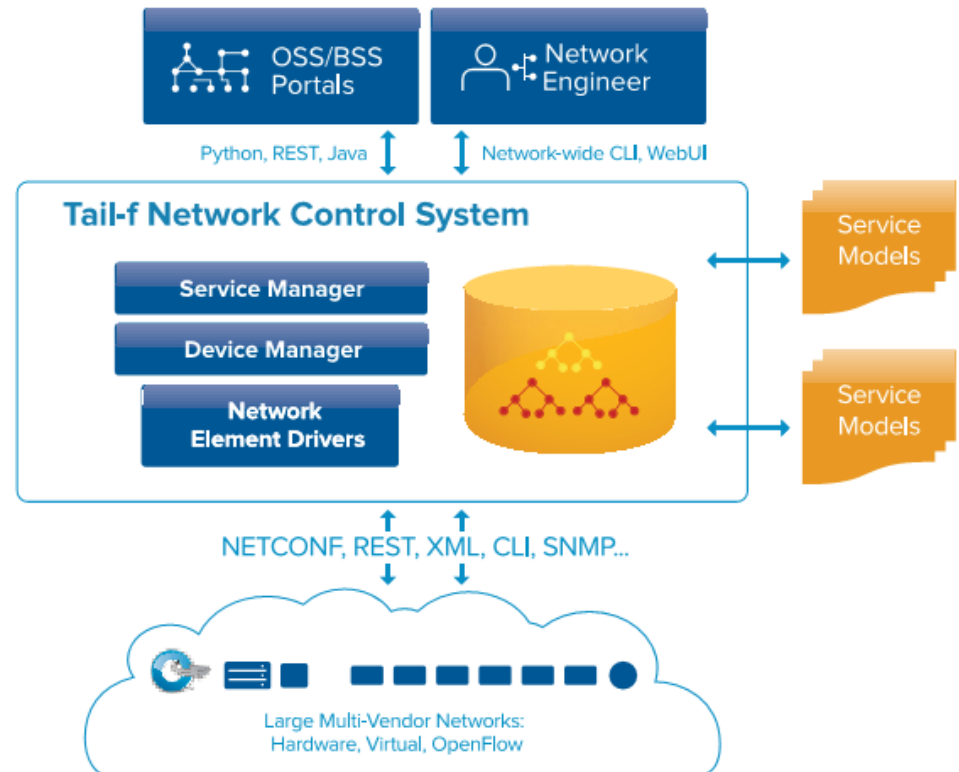 OSS/BSS
Portals
Network
Engineer
Python, REST, Java
Network-wide CLI, WebUI
Tail-f Network Control System
Service Manager
Device Manager
Network
Element Drivers
Service
Models
Service
Models
NETCONF, REST, XML, CLI, SNMP...
Large Multi-Vendor Networks:
Hardware, Virtual, OpenFlow